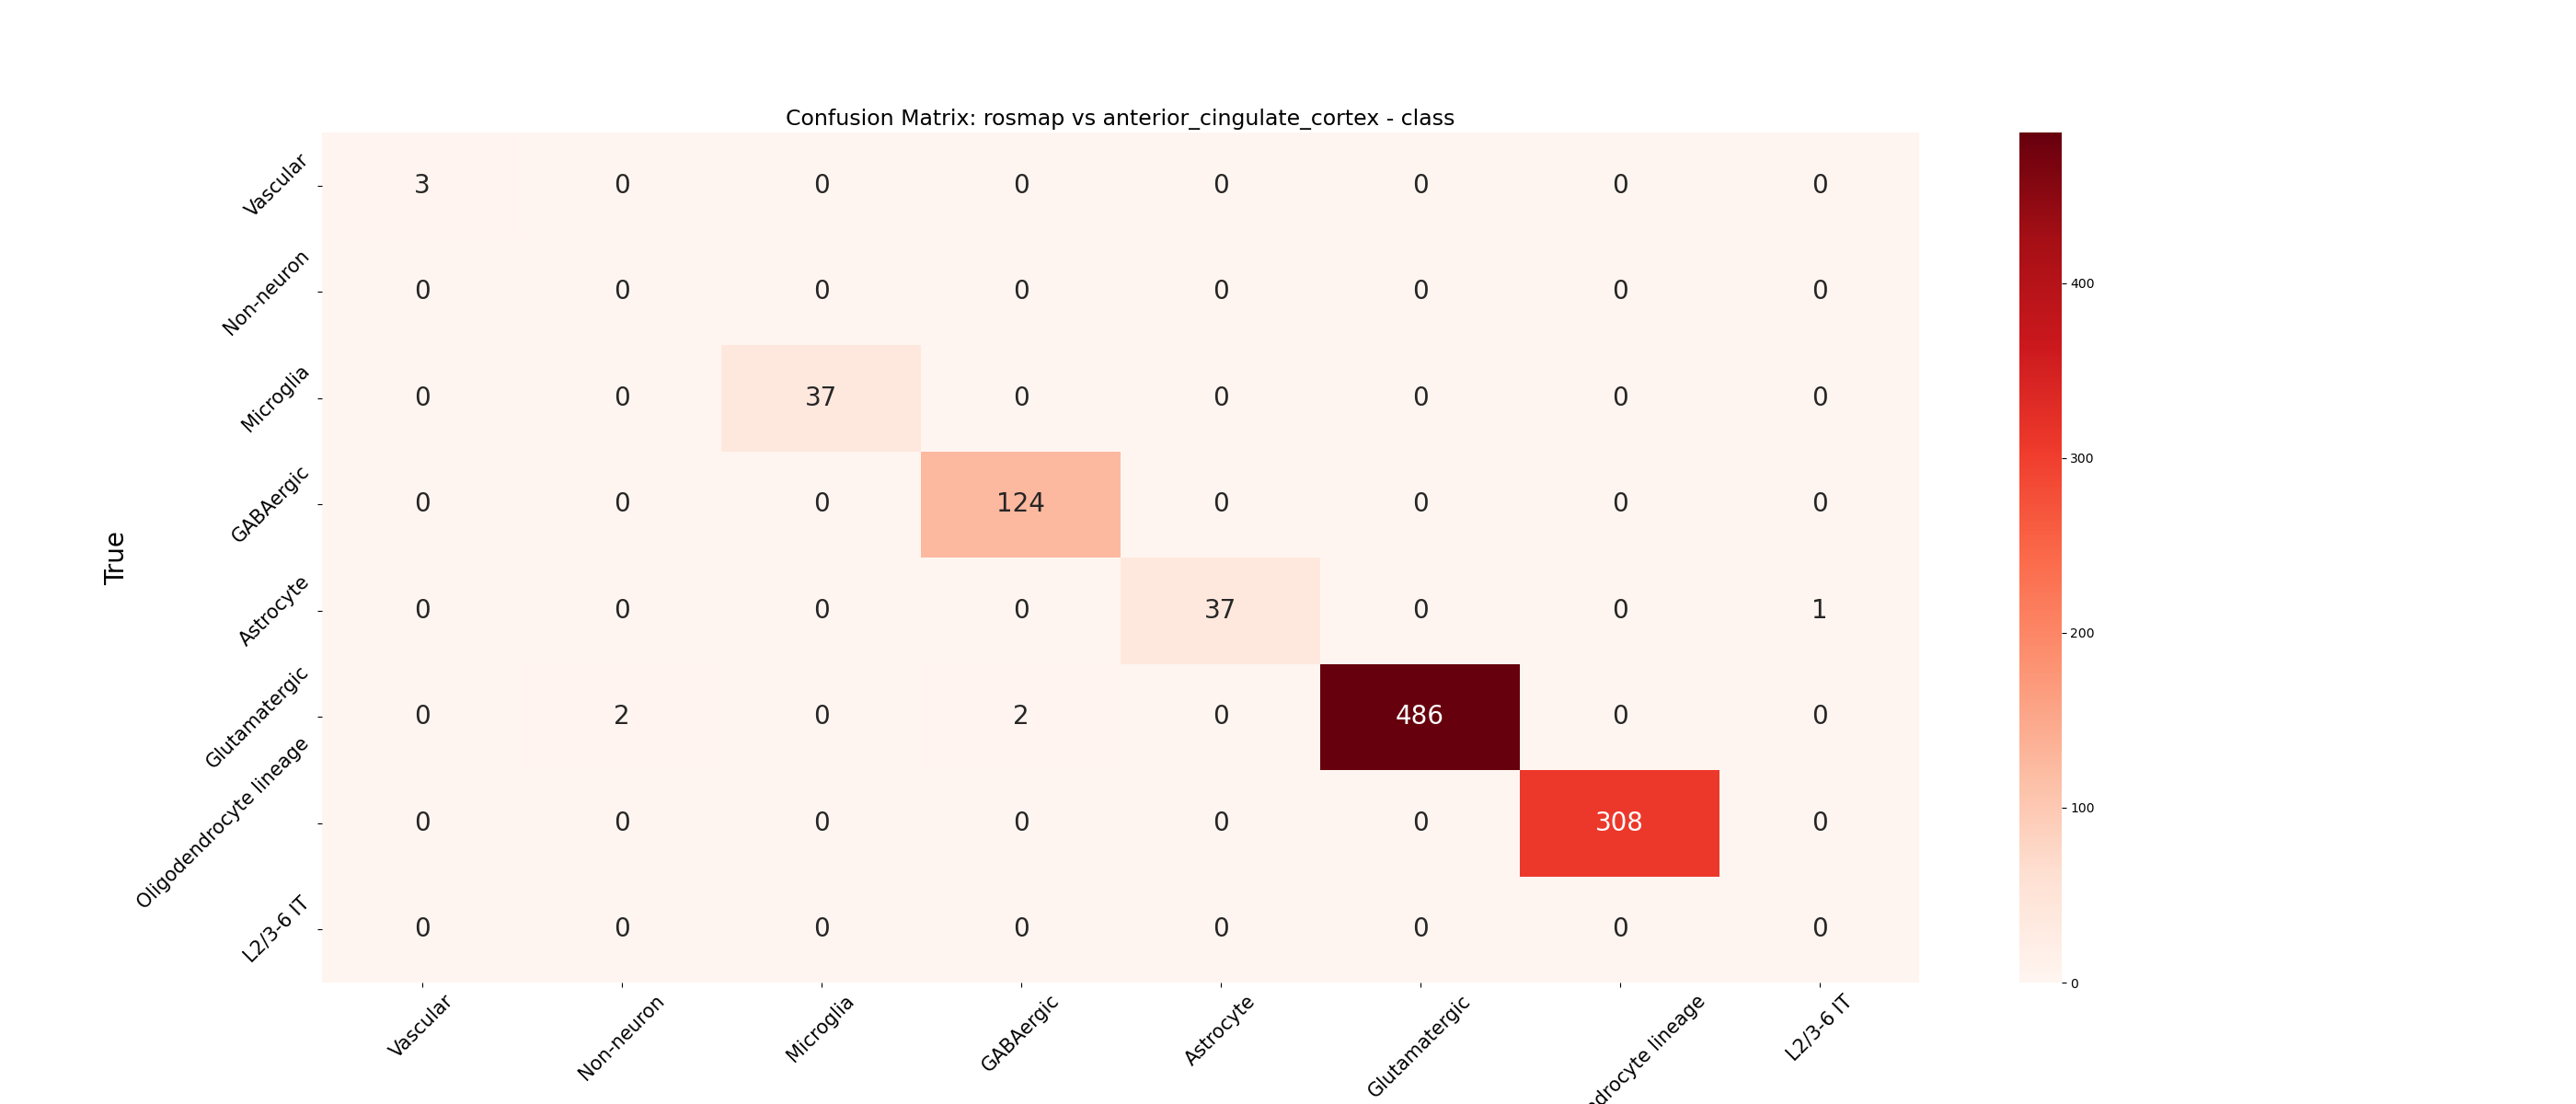 Confusion Matrix: rosmap vs anterior_cingulate_cortex - class
True
Vascular 3 0 0 0 0 0 0 0
Non-neuron 0 0 0 0 0 0 0 0
Microglia 0 0 37 0 0 0 0 0
GABAergic 0 0 0 124 0 0 0 0
Astrocyte 0 0 0 0 37 0 0 1
Glutamatergic 0 2 0 2 0 486 0 0
Oligodendrocyte lineage 0 0 0 0 0 0 308 0
L2/3-6 IT 0 0 0 0 0 0 0 0
Vascular Non-neuron Microglia GABAergic Astrocyte Glutamatergic lineage L2/3-6 IT
400
300
200
100
0